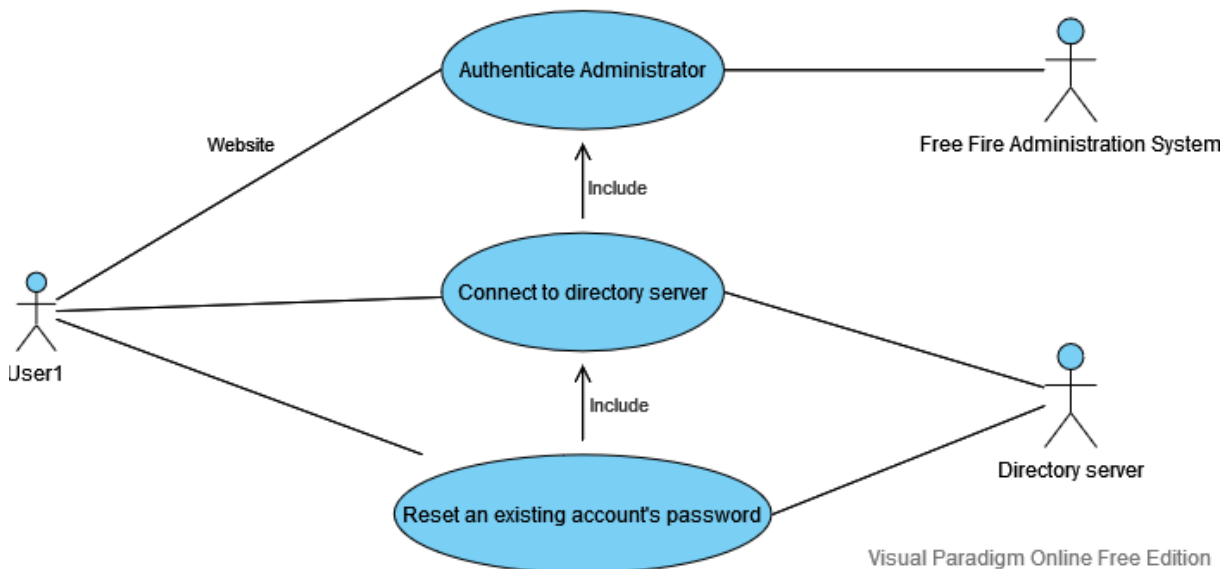 Authenticate Administrator
Website
Free Fire Administration System
Include
Connect to directory server
User1
Include
Directory server
Reset an existing account's password
Visual Paradigm Online Free Edition